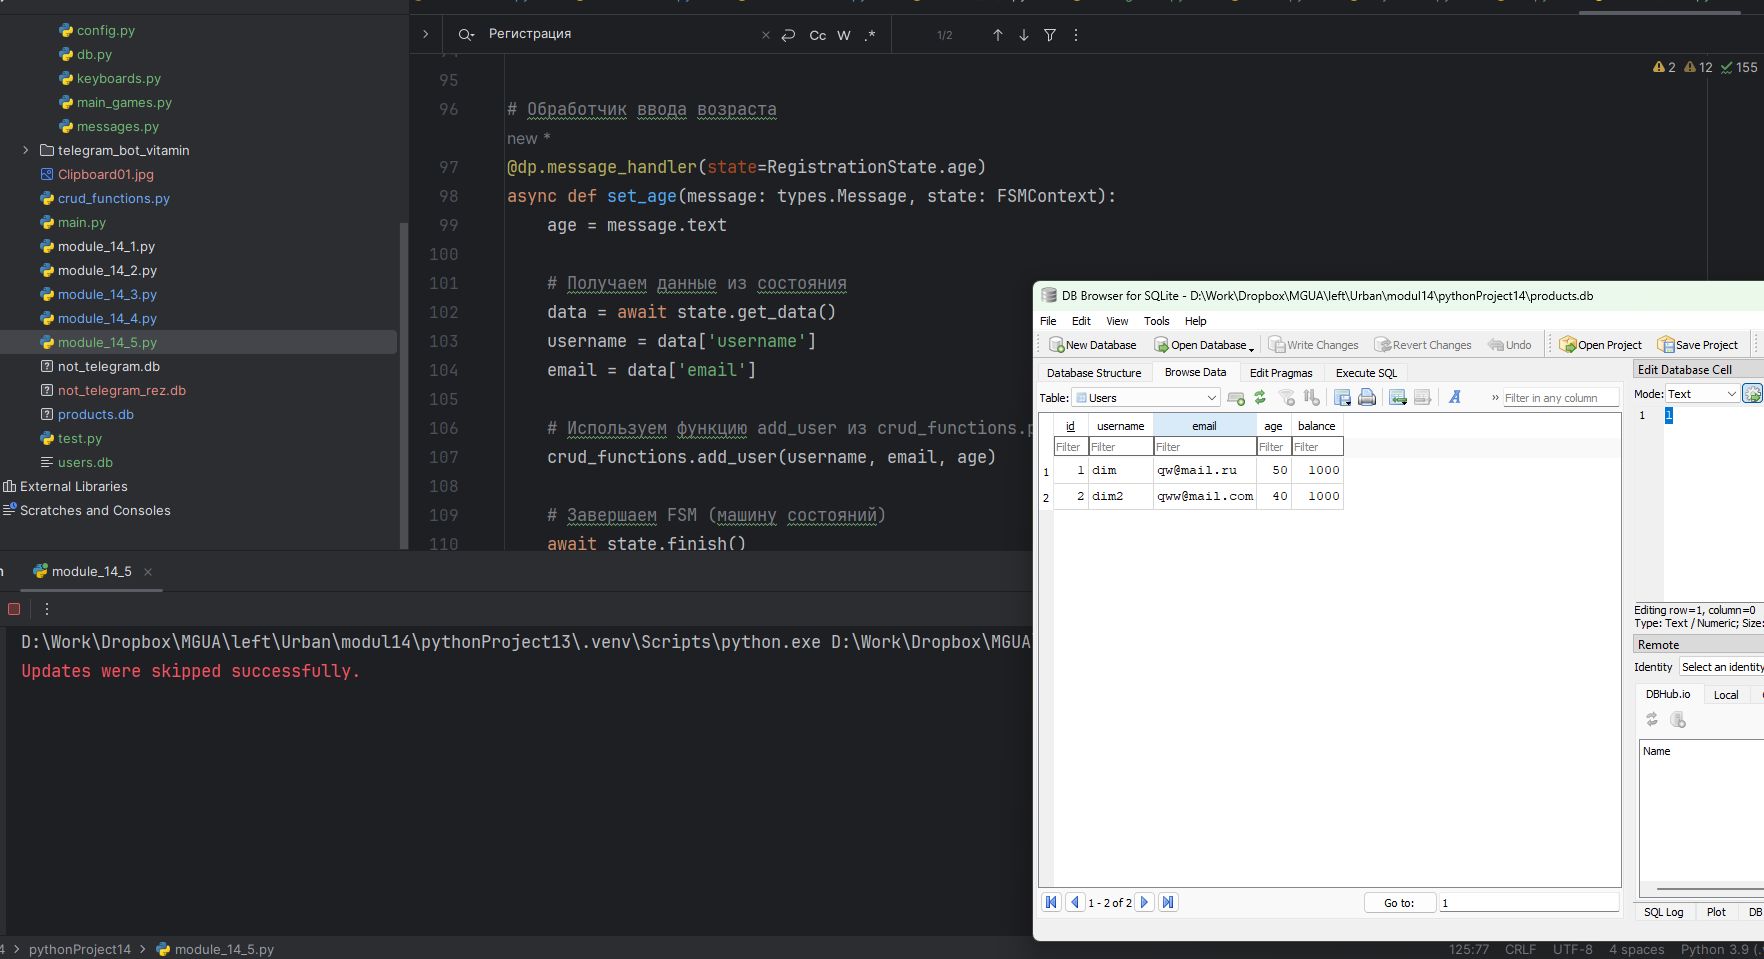 config.py
db.py
keyboards.py
main_games.py
messages.py
telegram_bot_vitamin
Clipboard01.jpg
crud_functions.py
main.py
module_14_1.py
module_14_2.py
module_14_3.py
module_14_4.py
module_14_5.py
not_telegram.db
not_telegram_rez.db
products.db
test.py
users.db
External Libraries
Scratches and Consoles
Регистрация
Cc W .*
1/2
2 12 155
95
96 # Обработчик ввода возраста
new *
97 @dp.message_handler(state=RegistrationState.age)
98 async def set_age(message: types.Message, state: FSMContext):
99 age = message.text
100
101 # Получаем данные из состояния
102 data = await state.get_data()
103 username = data['username']
104 email = data['email']
105
106 # Используем функцию add_user из crud_functions.p
107 crud_functions.add_user(username, email, age)
108
109 # Завершаем FSM (машину состояний)
110 await state.finish()
DB Browser for SQLite - D:\Work\Dropbox\MGUA\left\Urban\modul14\pythonProject14\products.db
File Edit View Tools Help
New Database Open Database Write Changes Revert Changes Undo Open Project Save Project
Database Structure Browse Data Edit Pragmas Execute SQL
Table: Users Filter in any column
id username email age balance
Filter Filter Filter Filter Filter
1 1 dim qw@mail.ru 50 1000
2 2 dim2 qww@mail.com 40 1000
1 - 2 of 2 Go to: 1
Edit Database Cell
Mode: Text
1 1
Editing row=1, column=0
Type: Text / Numeric; Size:
Remote
Identity Select an identity
DBHub.io Local
Name
SQL Log Plot DB
module_14_5
D:\Work\Dropbox\MGUA\left\Urban\modul14\pythonProject13\.venv\Scripts\python.exe D:\Work\Dropbox\MGUA
Updates were skipped successfully.
4 > pythonProject14 > module_14_5.py
125:77 CRLF UTF-8 4 spaces Python 3.9 (.